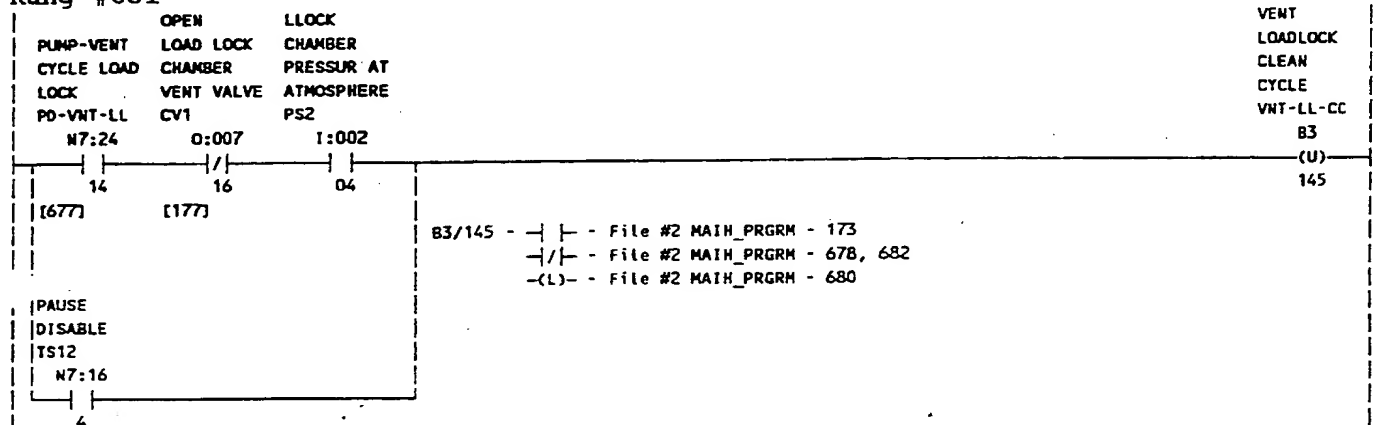 Rung #681
OPEN LLOCK VENT
PUMP-VENT LOAD LOCK CHAMBER LOADLOCK
CYCLE LOAD CHAMBER PRESSUR AT CLEAN
LOCK VENT VALVE ATMOSPHERE CYCLE
PD-VNT-LL CV1 PS2 VNT-LL-CC
N7:24 O:007 I:002 B3
(U)
14 16 04 145
[677] [177]
B3/145 - -| |- - File #2 MAIN_PRGRM - 173
-|/|- - File #2 MAIN_PRGRM - 678, 682
-(L)- - File #2 MAIN_PRGRM - 680
PAUSE
DISABLE
TS12
N7:16
4